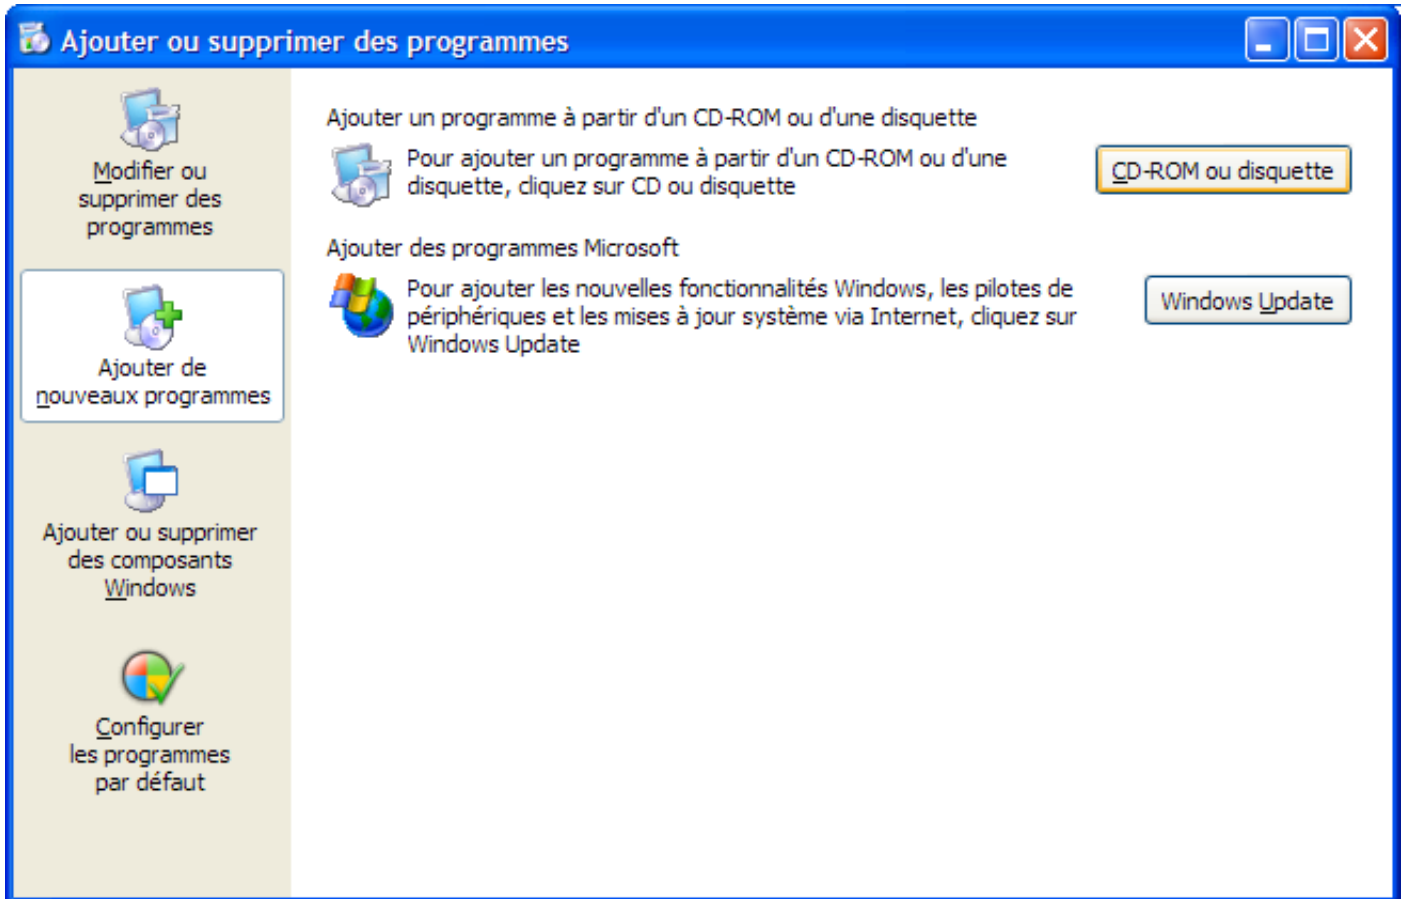 Ajouter ou supprimer des programmes
Modifier ou
supprimer des
programmes
Ajouter de
nouveaux programmes
Ajouter ou supprimer
des composants
Windows
Configurer
les programmes
par défaut
Ajouter un programme à partir d'un CD-ROM ou d'une disquette
Pour ajouter un programme à partir d'un CD-ROM ou d'une
disquette, cliquez sur CD ou disquette
CD-ROM ou disquette
Ajouter des programmes Microsoft
Pour ajouter les nouvelles fonctionnalités Windows, les pilotes de
périphériques et les mises à jour système via Internet, cliquez sur
Windows Update
Windows Update